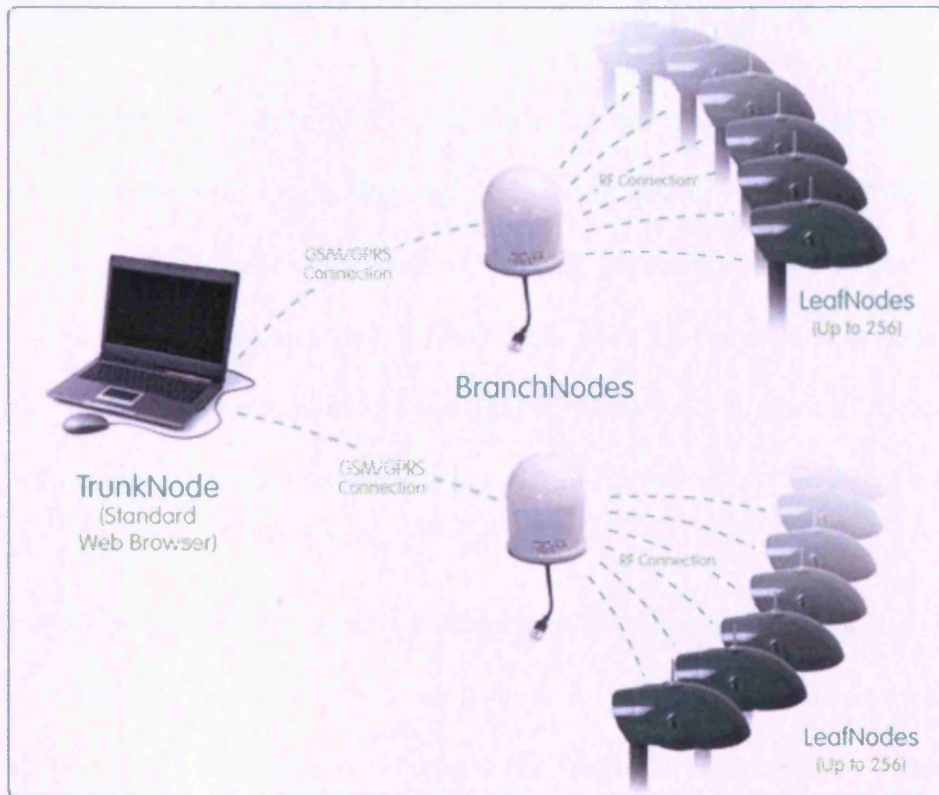 RF Connection
GSM/GPRS
Connection
LeafNodes
(Up to 256)
BranchNodes
GSM/GPRS
Connection
TrunkNode
(Standard
Web Browser)
RF Connection
LeafNodes
(Up to 256)